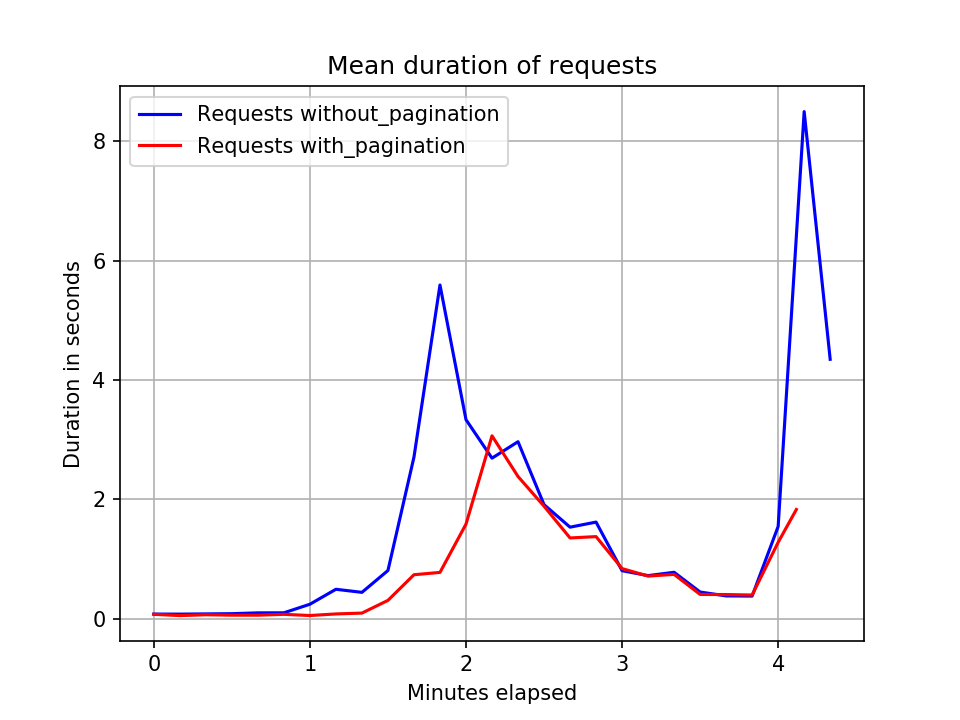 Mean duration of requests
Requests without_pagination
Requests with_pagination
Duration in seconds
8
6
4
2
0
0 1 2 3 4
Minutes elapsed